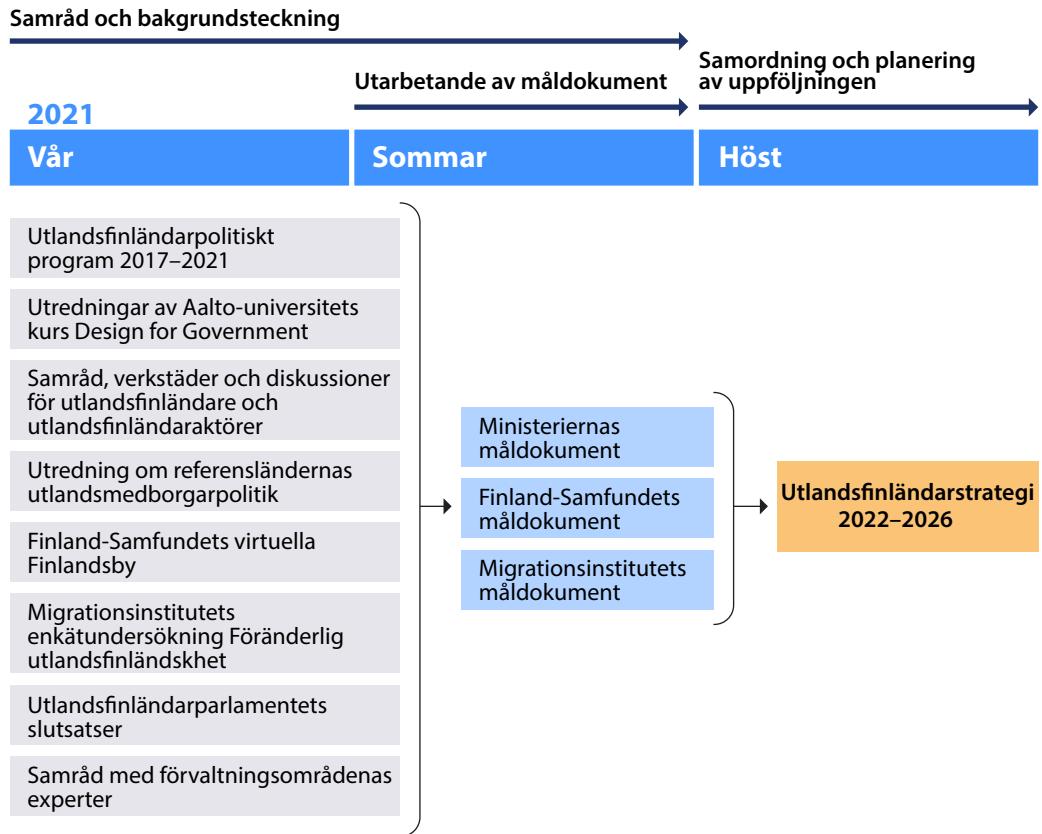 Samråd och bakgrundsteckning
Utarbetande av måldokument
Samordning och planering
av uppföljningen
2021
Vår
Sommar
Höst
Utlandsfinländarpolitiskt
program 2017–2021
Utredningar av Aalto-universitets
kurs Design for Government
Samråd, verkstäder och diskussioner
för utlandsfinländare och
utlandsfinländaraktörer
Utredning om referensländernas
utlandsmedborgarpolitik
Finland-Samfundets virtuella
Finlandsby
Migrationsinstitutets
enkätundersökning Föränderlig
utlandsfinländskhet
Utlandsfinländarparlamentets
slutsatser
Samråd med förvaltningsområdenas
experter
Ministeriernas
måldokument
Finland-Samfundets
måldokument
Migrationsinstitutets
måldokument
Utlandsfinländarstrategi
2022–2026